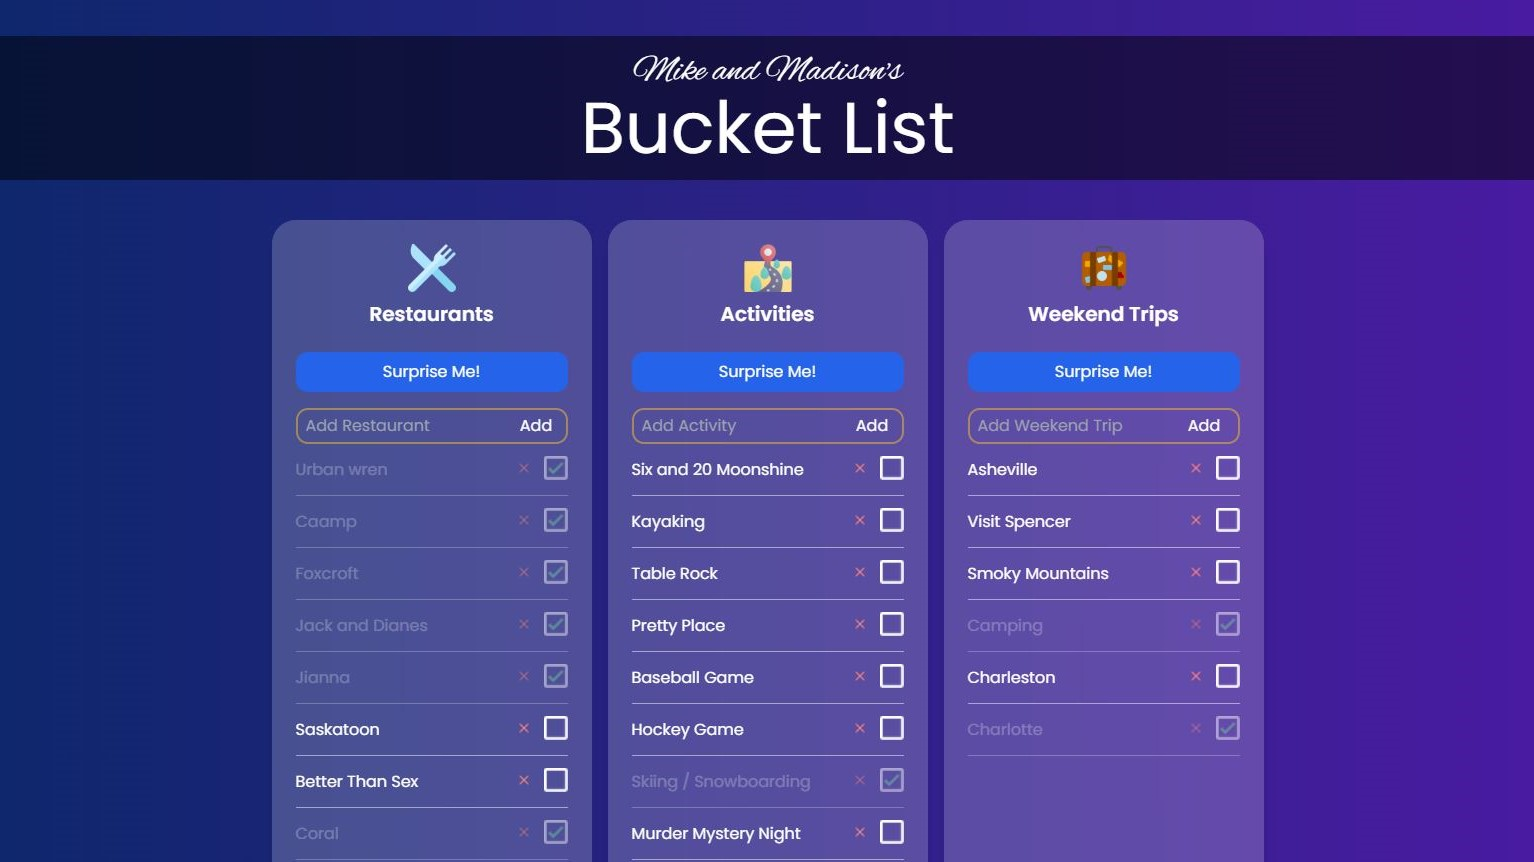 Mike and Madison's
Bucket List
Restaurants
Surprise Me!
Add Restaurant Add
Urban wren
Caamp
Foxcroft
Jack and Dianes
Jianna
Saskatoon
Better Than Sex
Coral
Activities
Surprise Me!
Add Activity Add
Six and 20 Moonshine
Kayaking
Table Rock
Pretty Place
Baseball Game
Hockey Game
Skiing / Snowboarding
Murder Mystery Night
Weekend Trips
Surprise Me!
Add Weekend Trip Add
Asheville
Visit Spencer
Smoky Mountains
Camping
Charleston
Charlotte